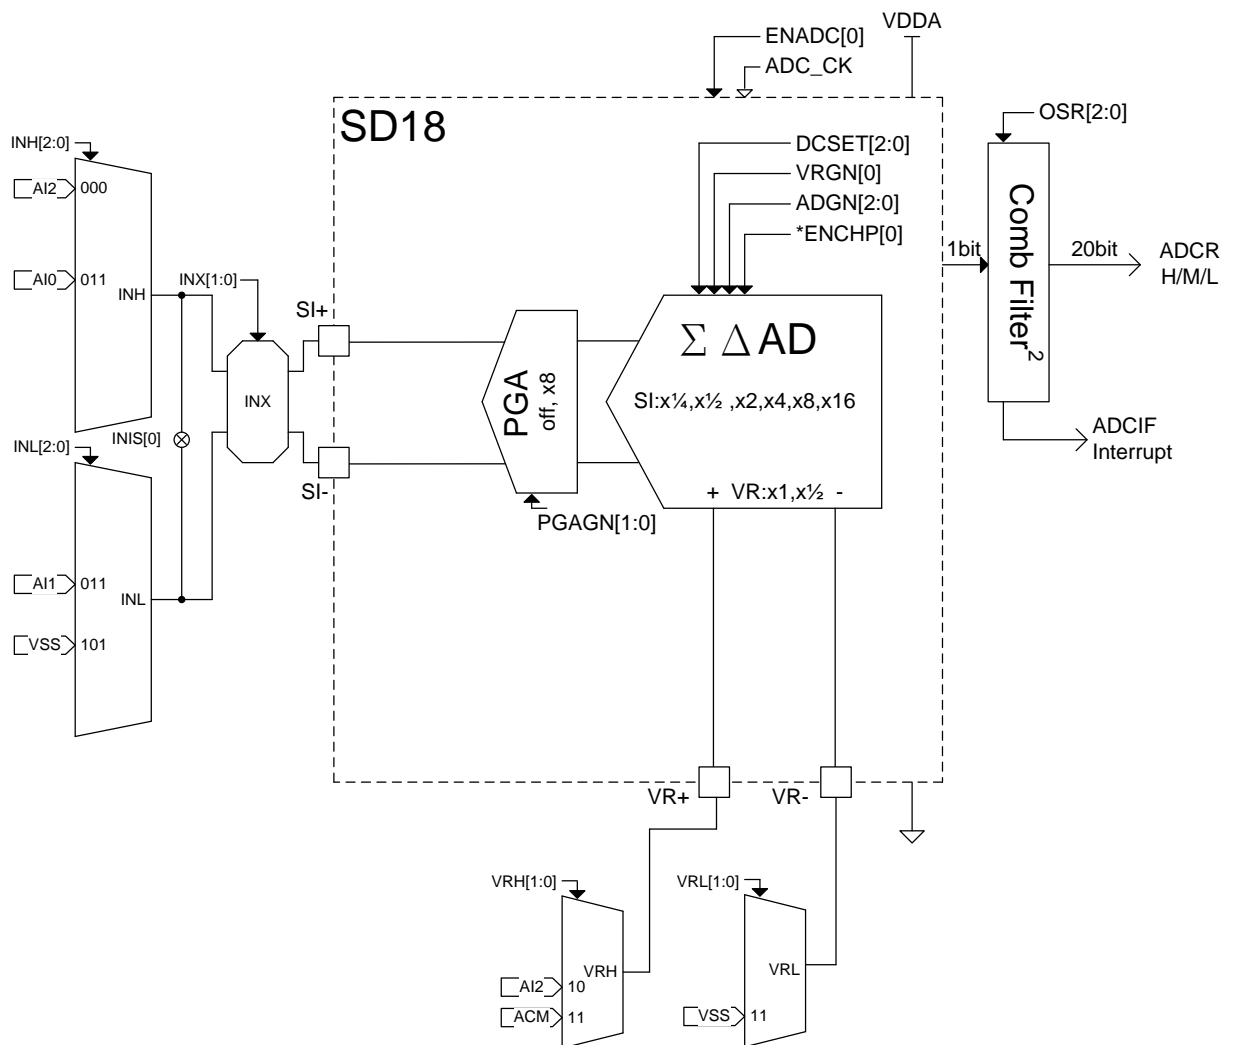 VDDA
ENADC[0]
ADC_CK
SD18
OSR[2:0]
INH[2:0]
DCSET[2:0]
VRGN[0]
ADGN[2:0]
*ENCHP[0]
AI2 000
AI0 011
INH
INX[1:0]
SI+
1bit
Comb Filter2
20bit
ADCR
H/M/L
Σ Δ AD
PGA
off, x8
SI:x¼,x½ ,x2,x4,x8,x16
INX
INIS[0]
INL[2:0]
ADCIF
Interrupt
SI-
+ VR:x1,x½ -
PGAGN[1:0]
AI1 011
INL
VSS 101
VR+
VR-
VRH[1:0]
VRL[1:0]
VRH
VRL
AI2 10
ACM 11
VSS 11